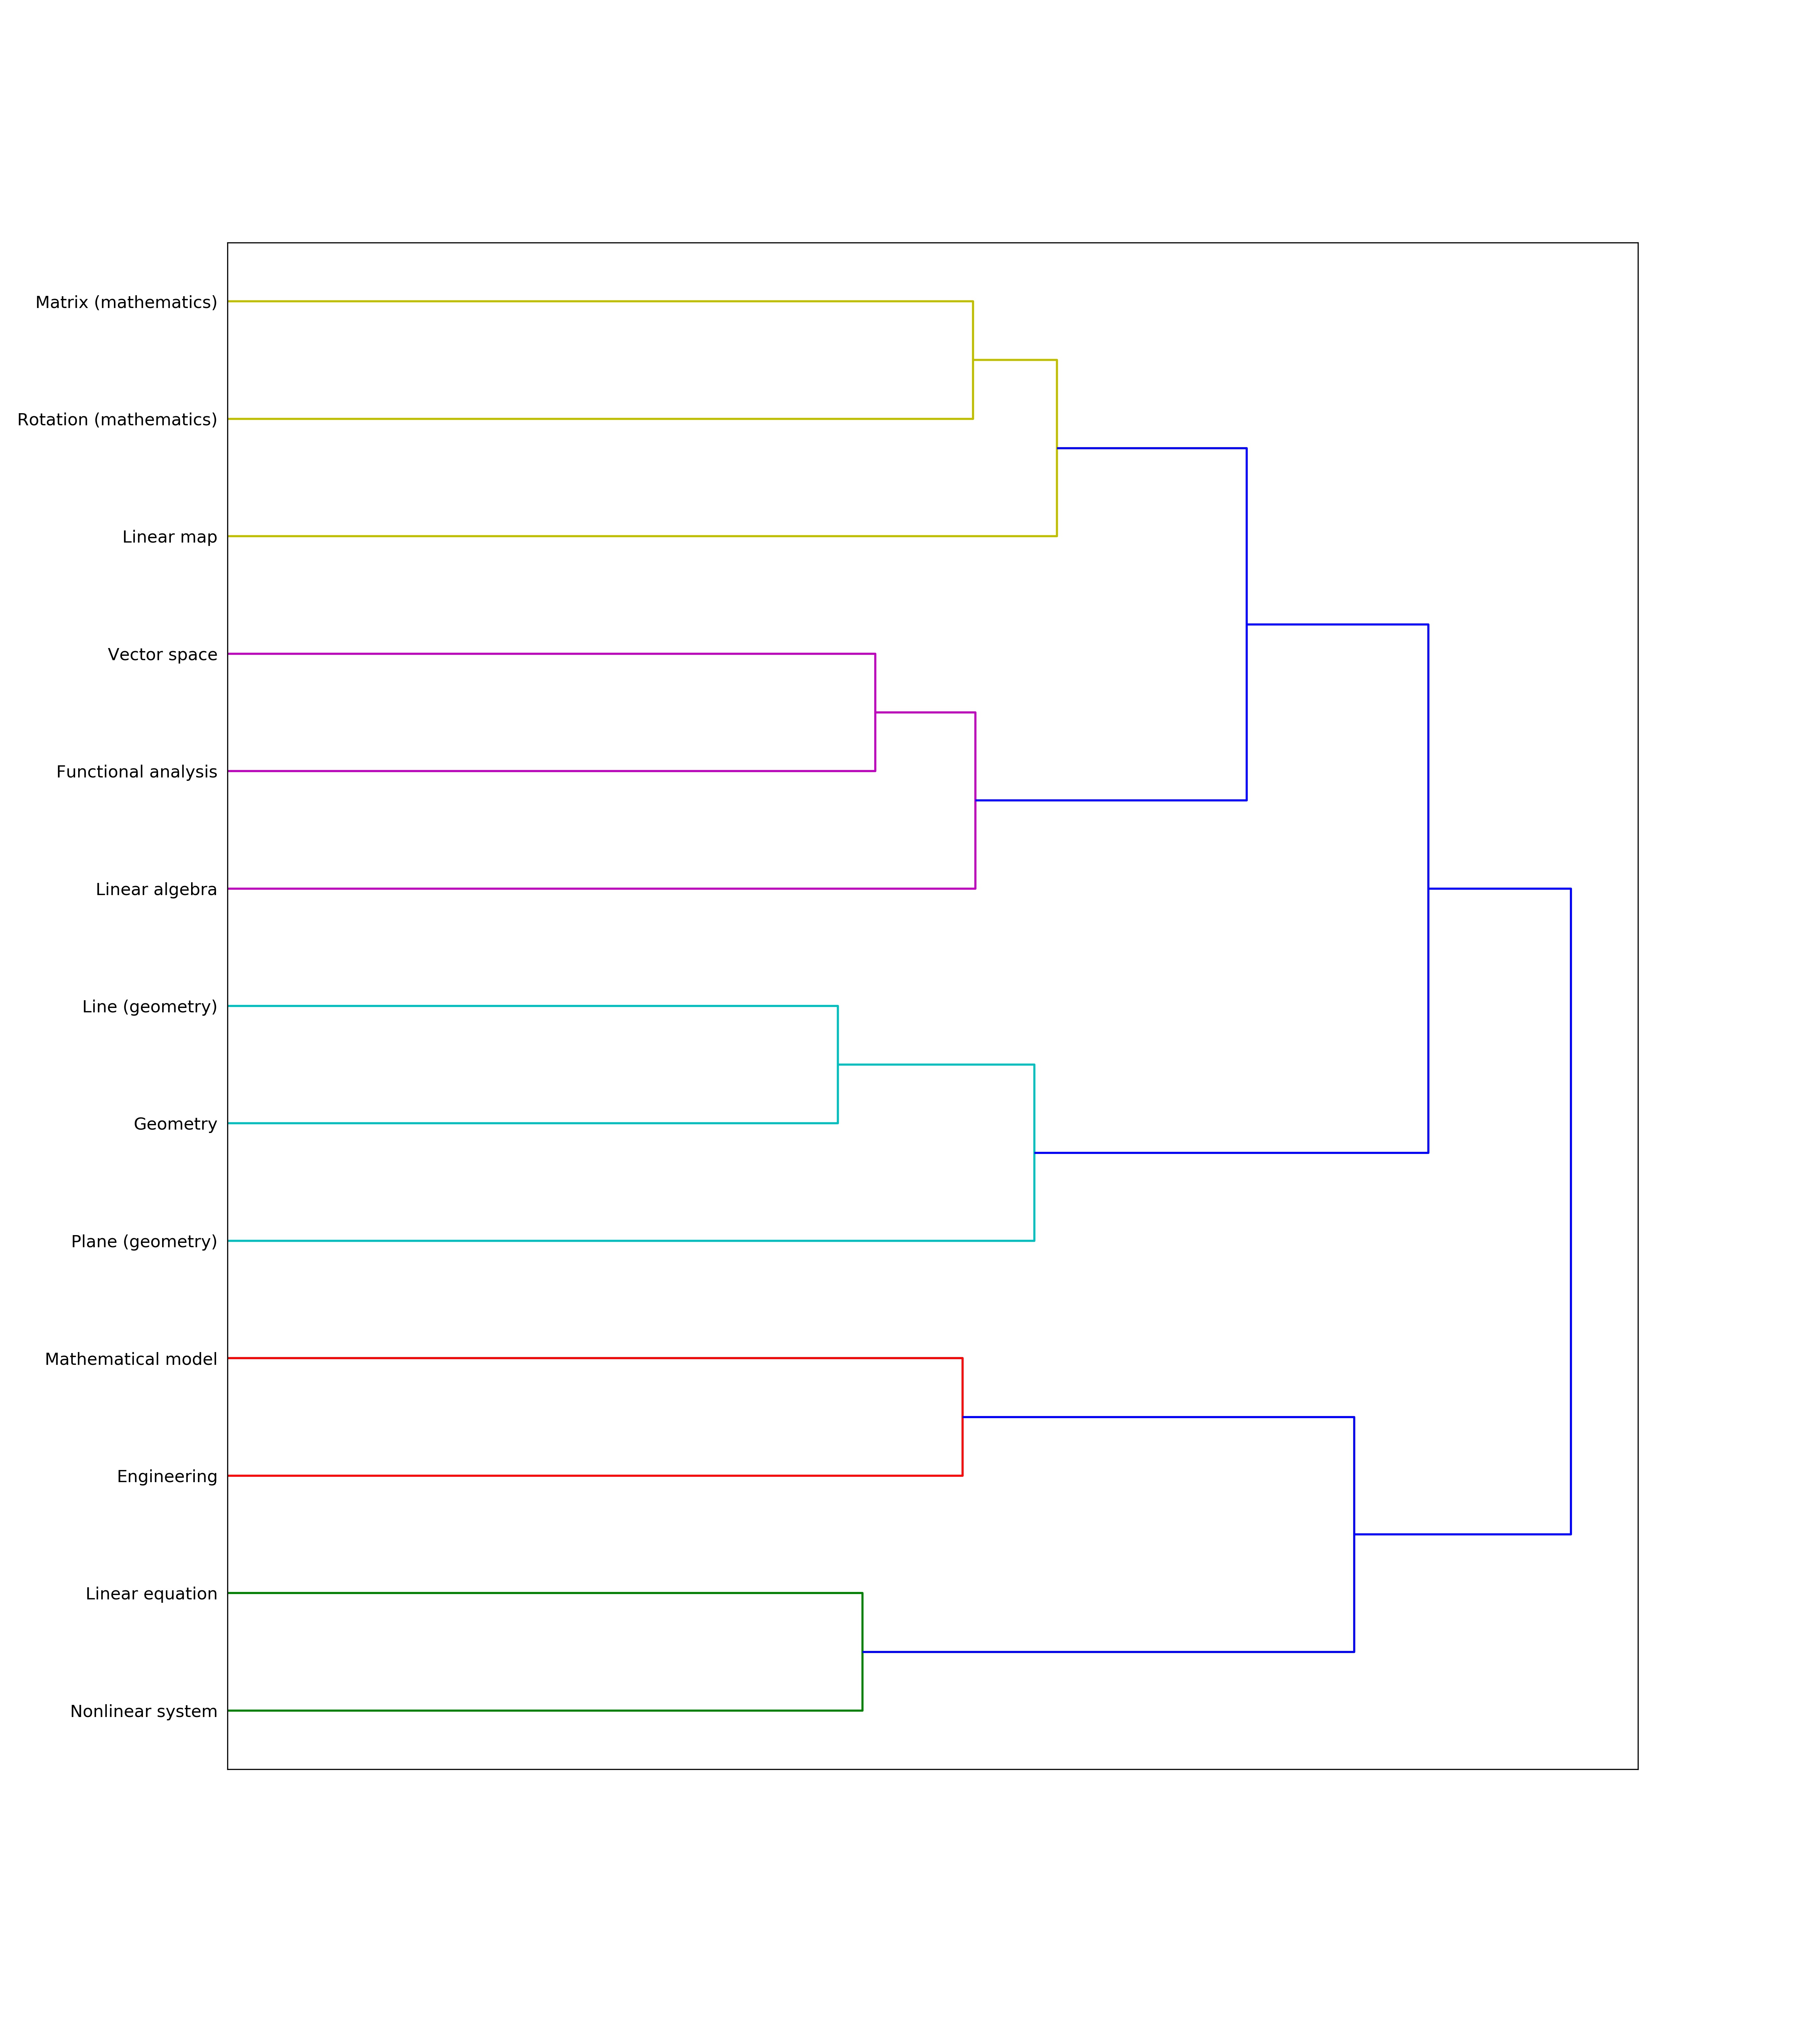 Matrix (mathematics)
Rotation (mathematics)
Linear map
Vector space
Functional analysis
Linear algebra
Line (geometry)
Geometry
Plane (geometry)
Mathematical model
Engineering
Linear equation
Nonlinear system